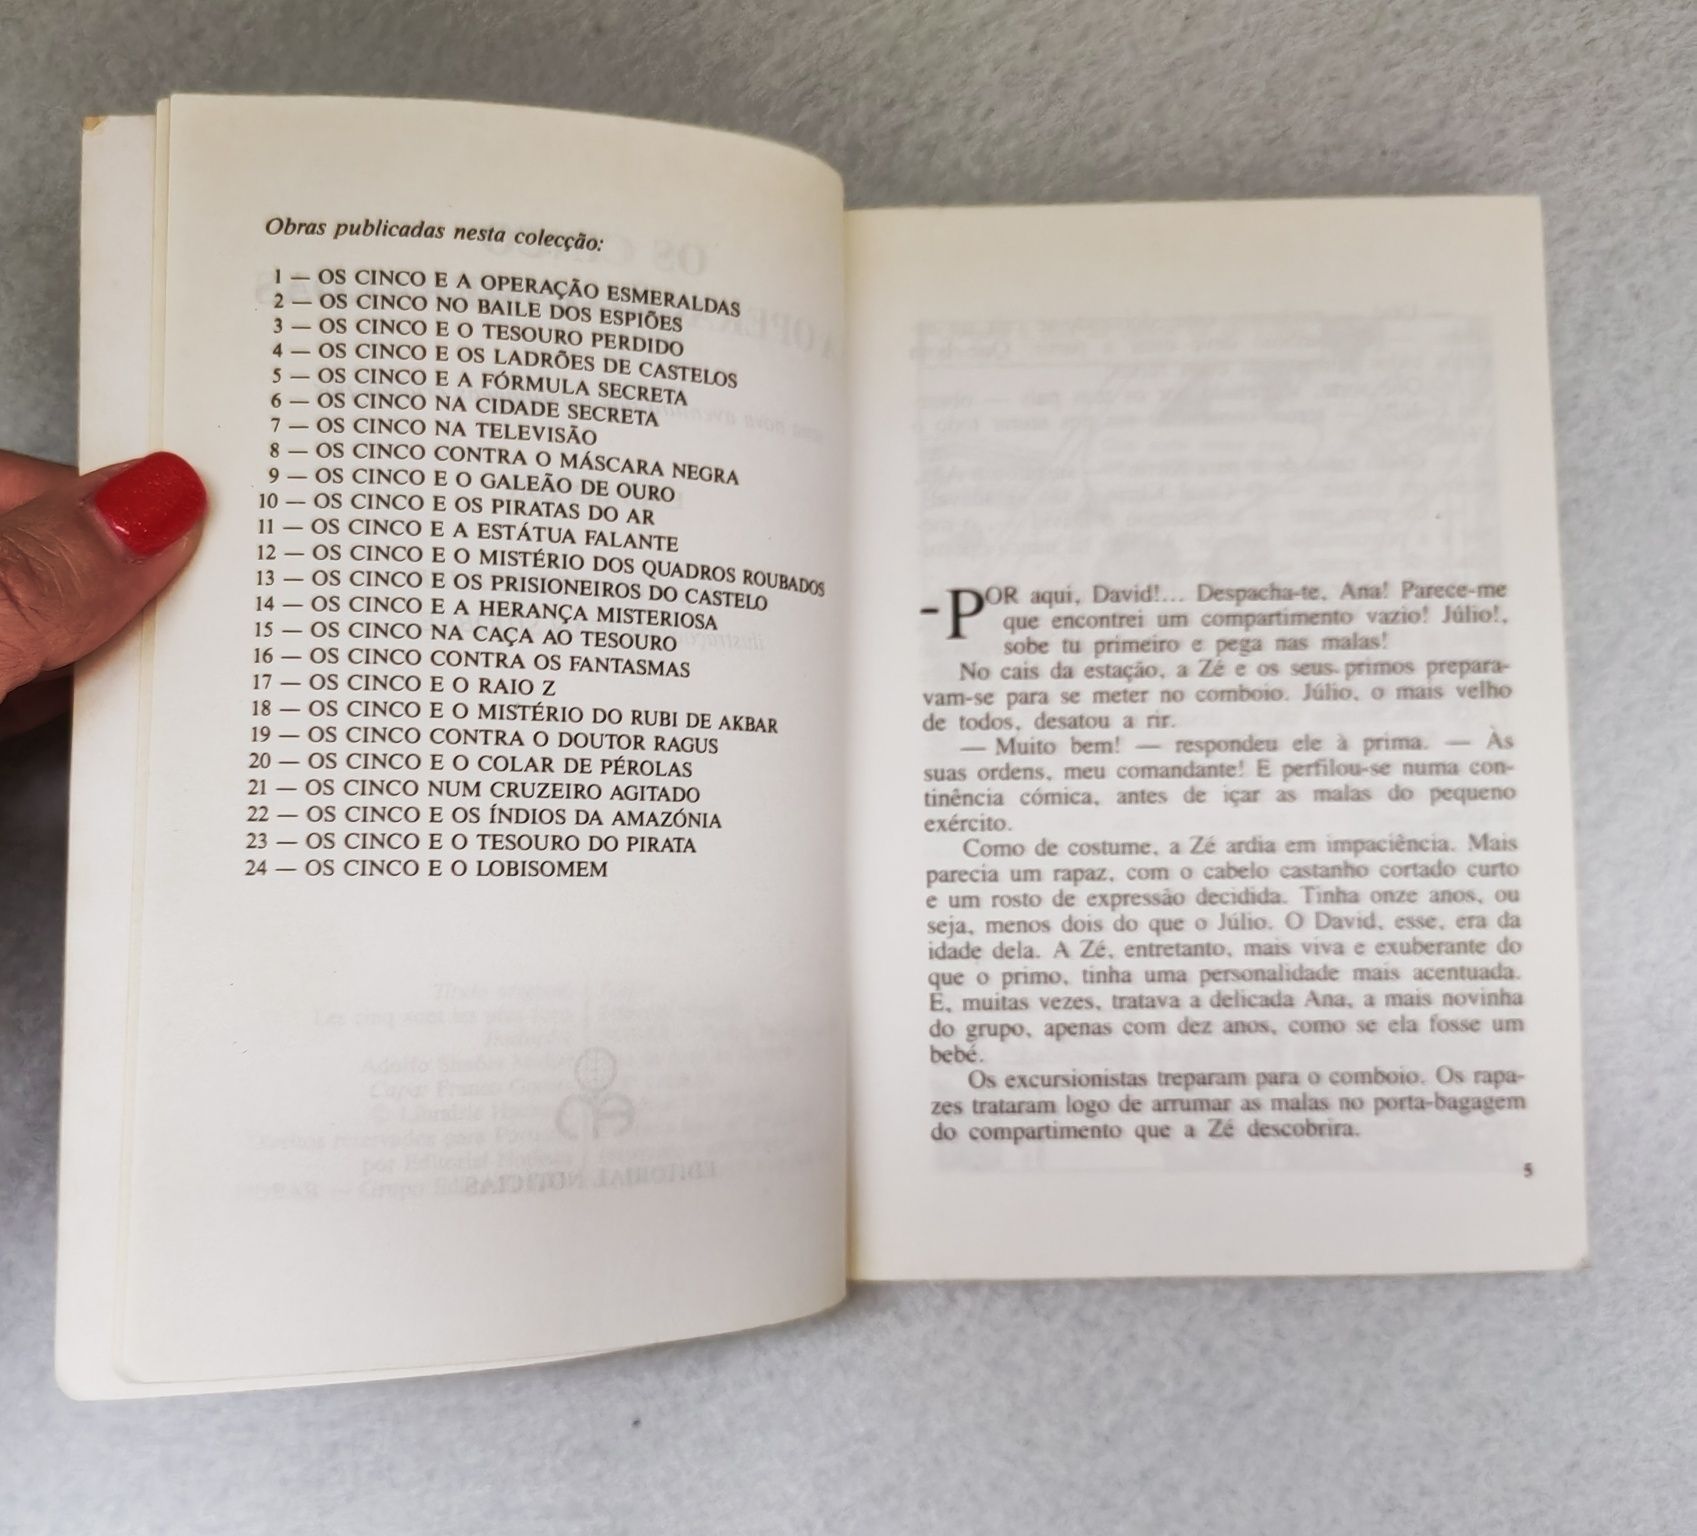 Obras publicadas nesta colecção:
1 — OS CINCO E A OPERAÇÃO ESMERALDAS
2 — OS CINCO NO BAILE DOS ESPIÕES
3 — OS CINCO E O TESOURO PERDIDO
4 — OS CINCO E OS LADRÕES DE CASTELOS
5 — OS CINCO E A FÓRMULA SECRETA
6 — OS CINCO NA CIDADE SECRETA
7 — OS CINCO NA TELEVISÃO
8 — OS CINCO CONTRA O MÁSCARA NEGRA
9 — OS CINCO E O GALEÃO DE OURO
10 — OS CINCO E OS PIRATAS DO AR
11 — OS CINCO E A ESTÁTUA FALANTE
12 — OS CINCO E O MISTÉRIO DOS QUADROS ROUBADOS
13 — OS CINCO E OS PRISIONEIROS DO CASTELO
14 — OS CINCO E A HERANÇA MISTERIOSA
15 — OS CINCO NA CAÇA AO TESOURO
16 — OS CINCO CONTRA OS FANTASMAS
17 — OS CINCO E O RAIO Z
18 — OS CINCO E O MISTÉRIO DO RUBI DE AKBAR
19 — OS CINCO CONTRA O DOUTOR RAGUS
20 — OS CINCO E O COLAR DE PÉROLAS
21 — OS CINCO NUM CRUZEIRO AGITADO
22 — OS CINCO E OS ÍNDIOS DA AMAZÓNIA
23 — OS CINCO E O TESOURO DO PIRATA
24 — OS CINCO E O LOBISOMEM
-POR aqui, David!... Despacha-te, Ana! Parece-me
que encontrei um compartimento vazio! Júlio!,
sobe tu primeiro e pega nas malas!
No cais da estação, a Zé e os seus primos prepara-
vam-se para se meter no comboio. Júlio, o mais velho
de todos, desatou a rir.
— Muito bem! — respondeu ele à prima. — Às
suas ordens, meu comandante! E perfilou-se numa con-
tinência cómica, antes de içar as malas do pequeno
exército.
Como de costume, a Zé ardia em impaciência. Mais
parecia um rapaz, com o cabelo castanho cortado curto
e um rosto de expressão decidida. Tinha onze anos, ou
seja, menos dois do que o Júlio. O David, esse, era da
idade dela. A Zé, entretanto, mais viva e exuberante do
que o primo, tinha uma personalidade mais acentuada.
E, muitas vezes, tratava a delicada Ana, a mais novinha
do grupo, apenas com dez anos, como se ela fosse um
bebé.
Os excursionistas treparam para o comboio. Os rapa-
zes trataram logo de arrumar as malas no porta-bagagem
do compartimento que a Zé descobrira.
5